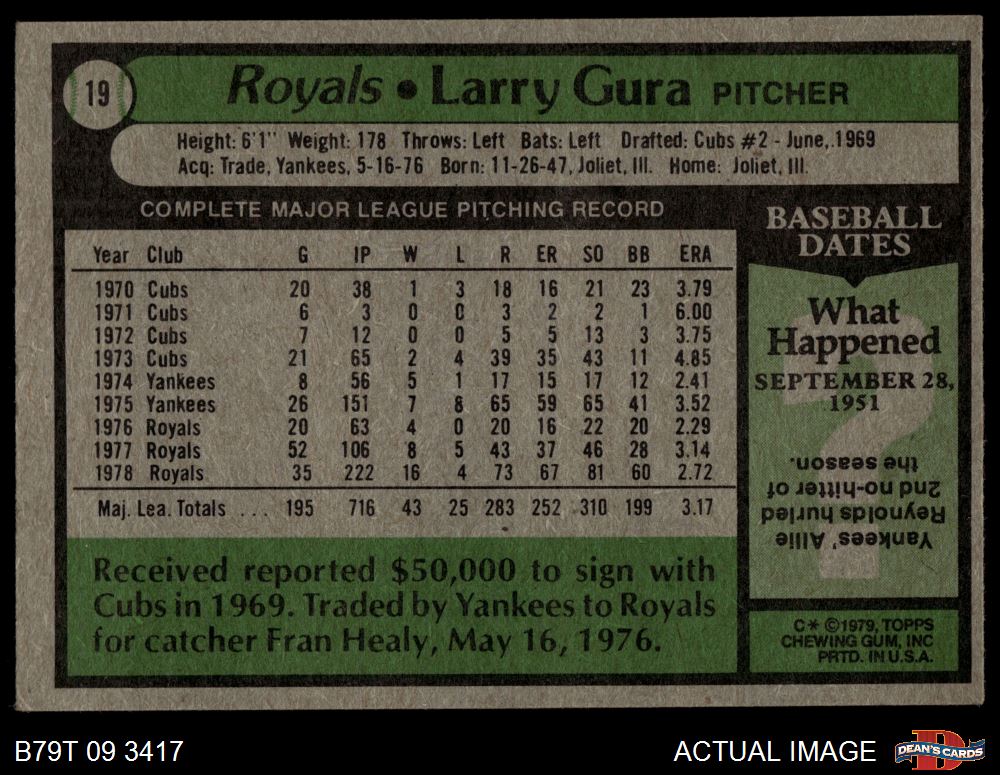 19
Royals • Larry Gura PITCHER
Height: 6'1" Weight: 178 Throws: Left Bats: Left Drafted: Cubs #2 - June, 1969
Acq: Trade, Yankees, 5-16-76 Born: 11-26-47, Joliet, Ill. Home: Joliet, Ill.
COMPLETE MAJOR LEAGUE PITCHING RECORD
Year Club G IP W L R ER SO BB ERA
1970 Cubs 20 38 1 3 18 16 21 23 3.79
1971 Cubs 6 3 0 0 3 2 2 1 6.00
1972 Cubs 7 12 0 0 5 5 13 3 3.75
1973 Cubs 21 65 2 4 39 35 43 11 4.85
1974 Yankees 8 56 5 1 17 15 17 12 2.41
1975 Yankees 26 151 7 8 65 59 65 41 3.52
1976 Royals 20 63 4 0 20 16 22 20 2.29
1977 Royals 52 106 8 5 43 37 46 28 3.14
1978 Royals 35 222 16 4 73 67 81 60 2.72
Maj. Lea. Totals ... 195 716 43 25 283 252 310 199 3.17
Received reported $50,000 to sign with
Cubs in 1969. Traded by Yankees to Royals
for catcher Fran Healy, May 16, 1976.
BASEBALL
DATES
What
Happened
SEPTEMBER 28,
1951
?
Yankees' Allie
Reynolds hurled
2nd no-hitter of
the season.
C* ©1979, TOPPS
CHEWING GUM, INC
PRTD. IN U.S.A.
B79T 09 3417
ACTUAL IMAGE
DEAN'S CARDS